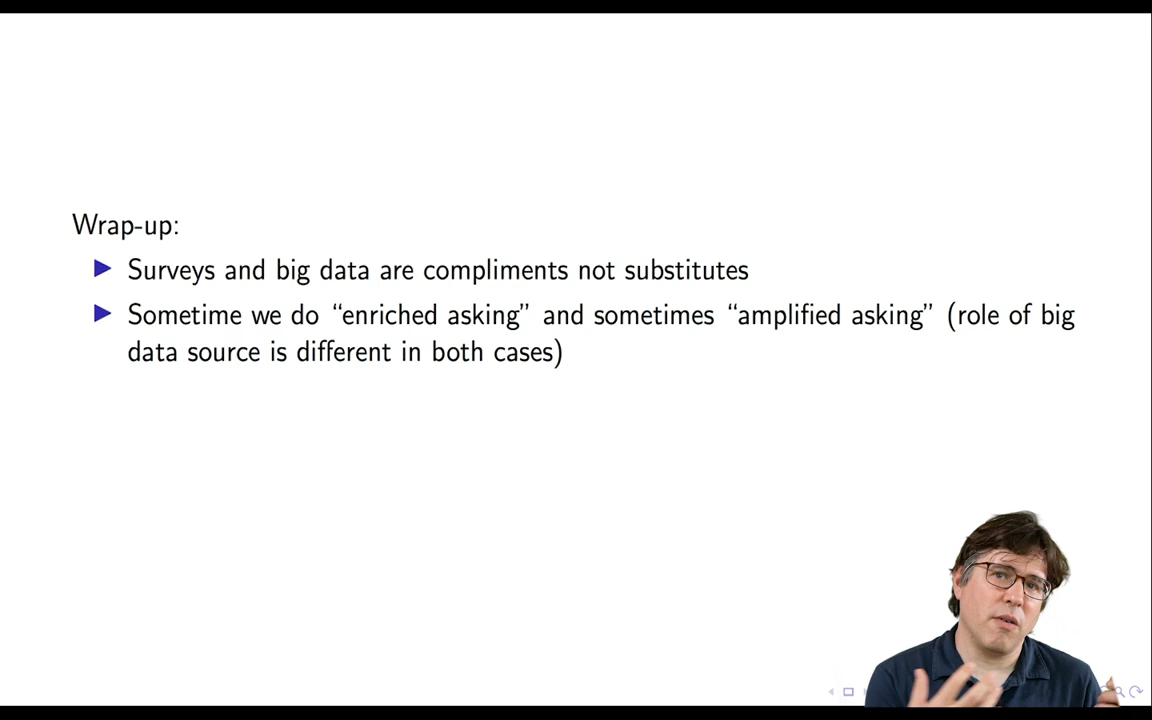 Wrap-up:
Surveys and big data are compliments not substitutes
Sometime we do “enriched asking” and sometimes “amplified asking” (role of big
data source is different in both cases)